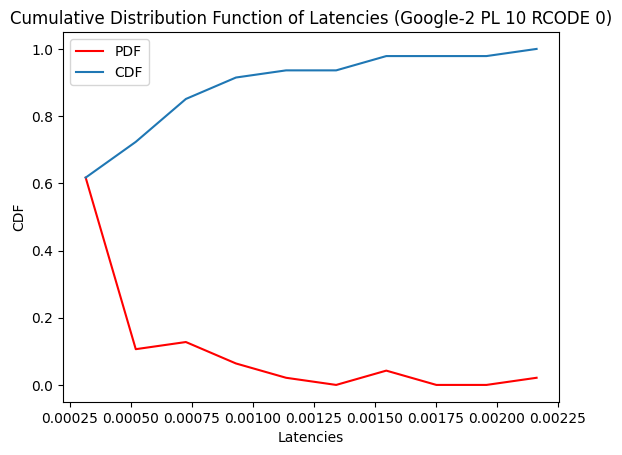 Cumulative Distribution Function of Latencies (Google-2 PL 10 RCODE 0)
PDF
CDF
1.0
0.8
0.6
0.4
0.2
0.0
CDF
0.00025 0.00050 0.00075 0.00100 0.00125 0.00150 0.00175 0.00200 0.00225
Latencies